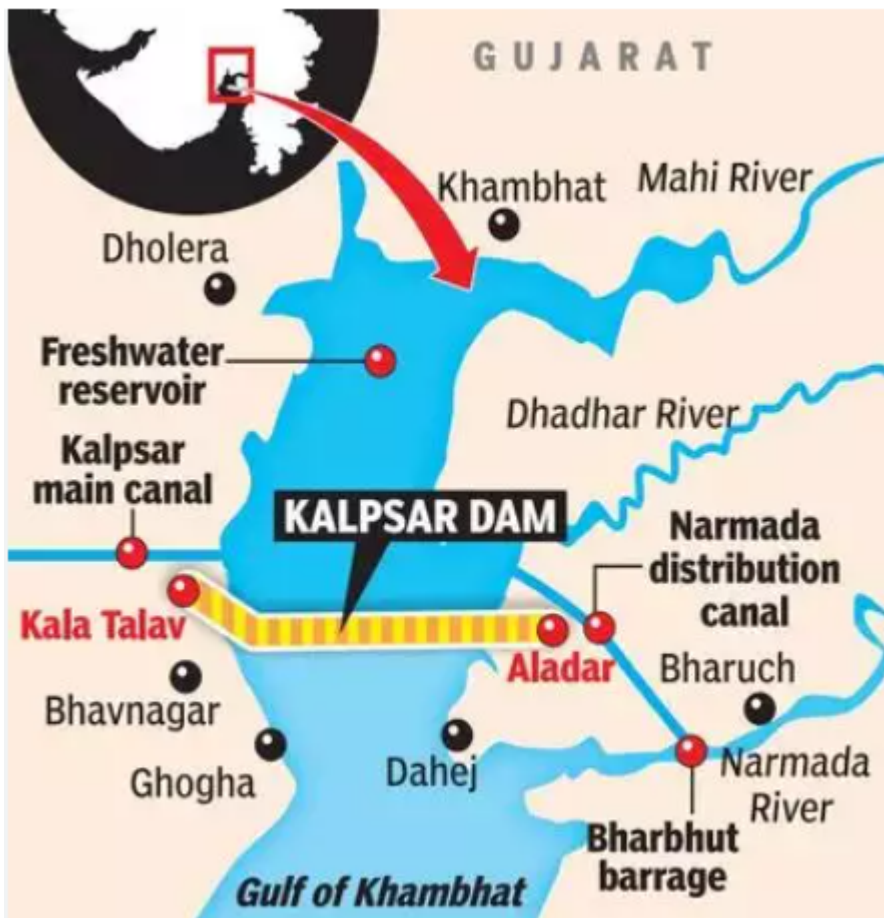 GUJARAT
Khambhat
Mahi River
Dholera
Freshwater
reservoir
Dhadhar River
Kalpsar
main canal
KALPSAR DAM
Narmada
distribution
canal
Kala Talav
Aladar
Bharuch
Bhavnagar
Ghogha
Dahej
Narmada
River
Bharbhut
barrage
Gulf of Khambhat